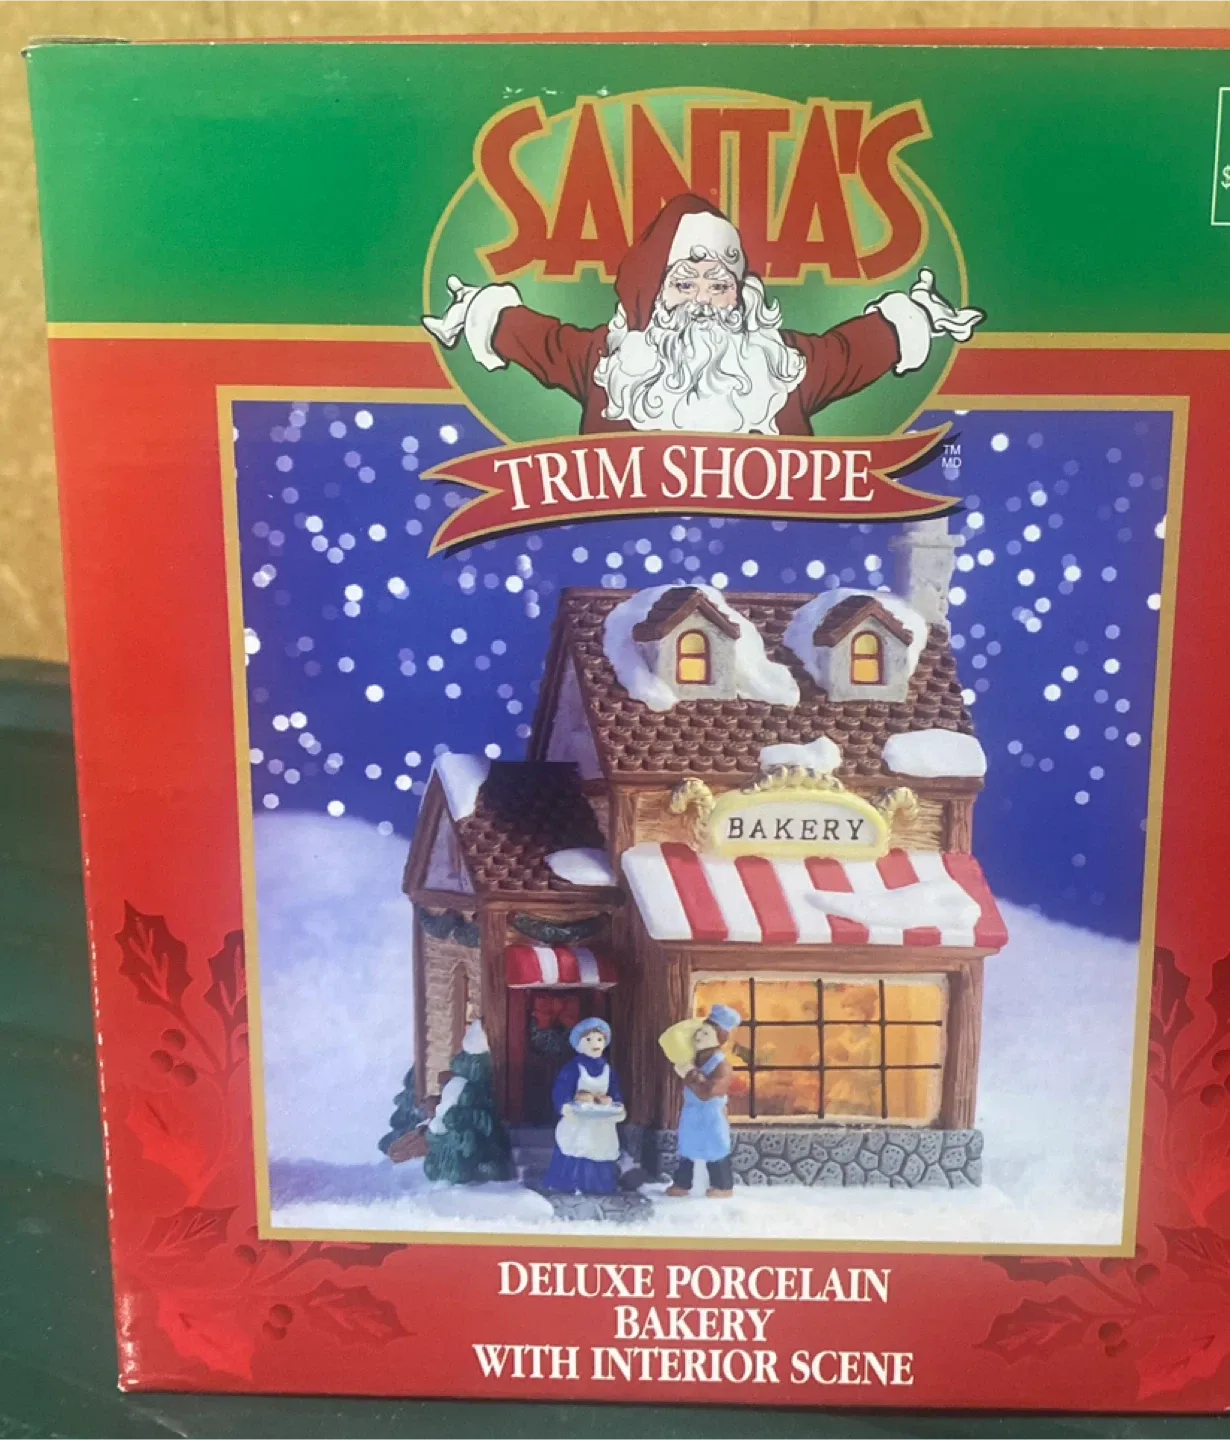 SANTA'S
TRIM SHOPPE
TM
MD
BAKERY
DELUXE PORCELAIN
BAKERY
WITH INTERIOR SCENE
$